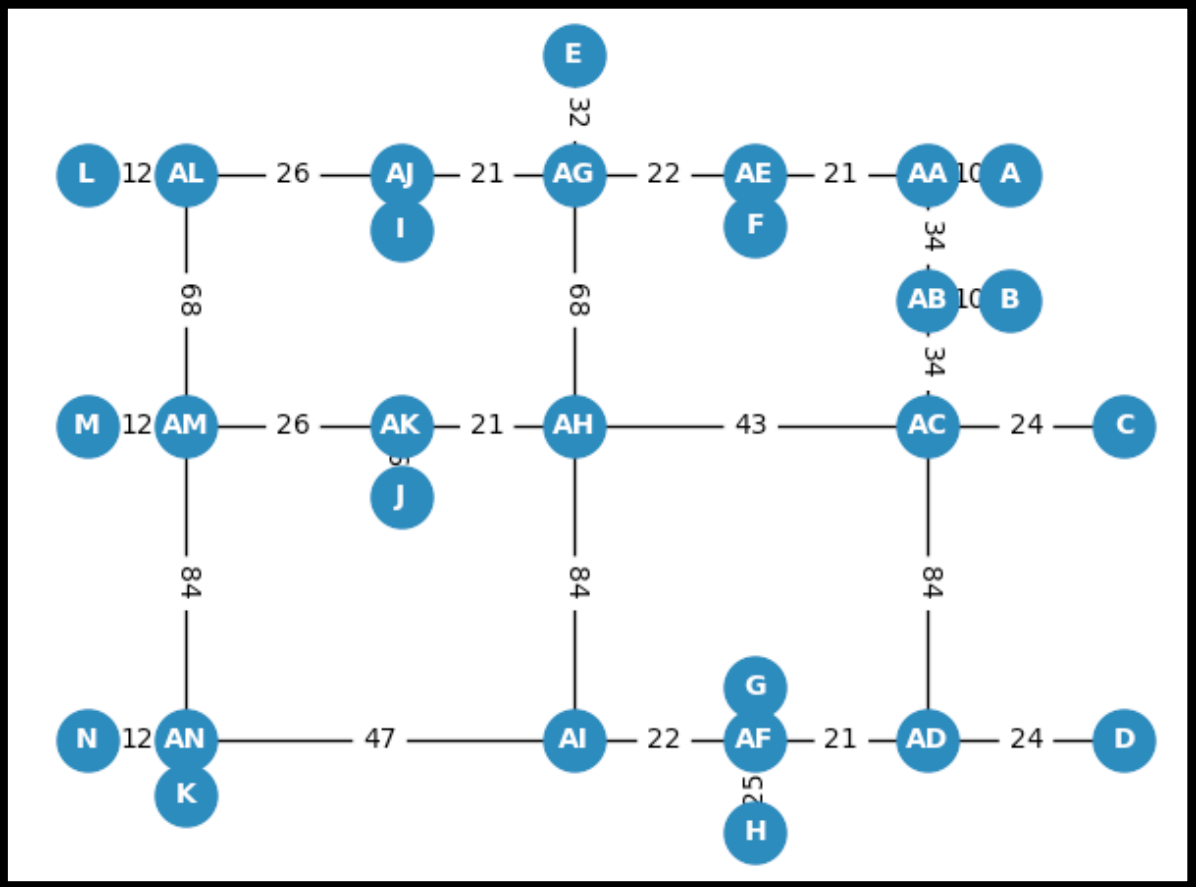 E
32
L 12 AL 26 AJ 21 AG 22 AE 21 AA 10 A
I F
34
68 68 AB 10 B
34
M 12 AM 26 AK 21 AH 43 AC 24 C
J
84 84 84
G
N 12 AN 47 AI 22 AF 21 AD 24 D
K 25
H